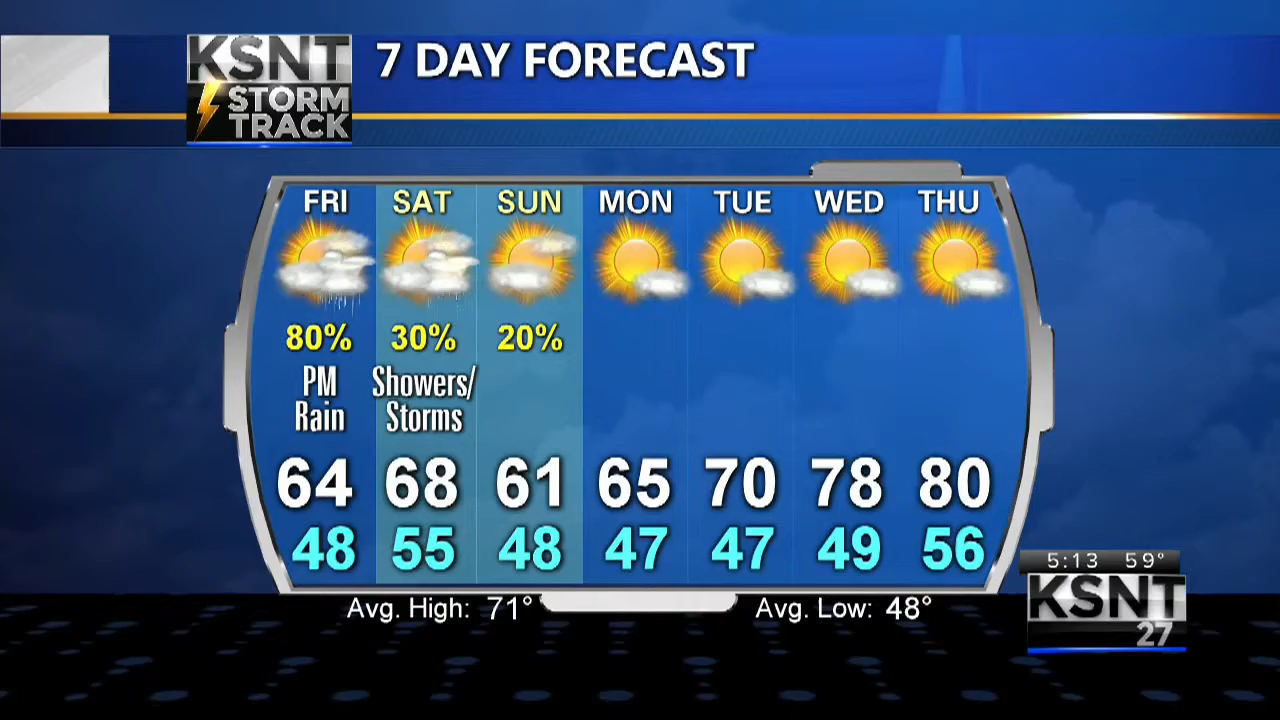 KSNT
STORM
TRACK
7 DAY FORECAST
FRI SAT SUN MON TUE WED THU
80% 30% 20%
PM Showers/
Rain Storms
64 68 61 65 70 78 80
48 55 48 47 47 49 56
Avg. High: 71° Avg. Low: 48°
5:13 59°
KSNT
27